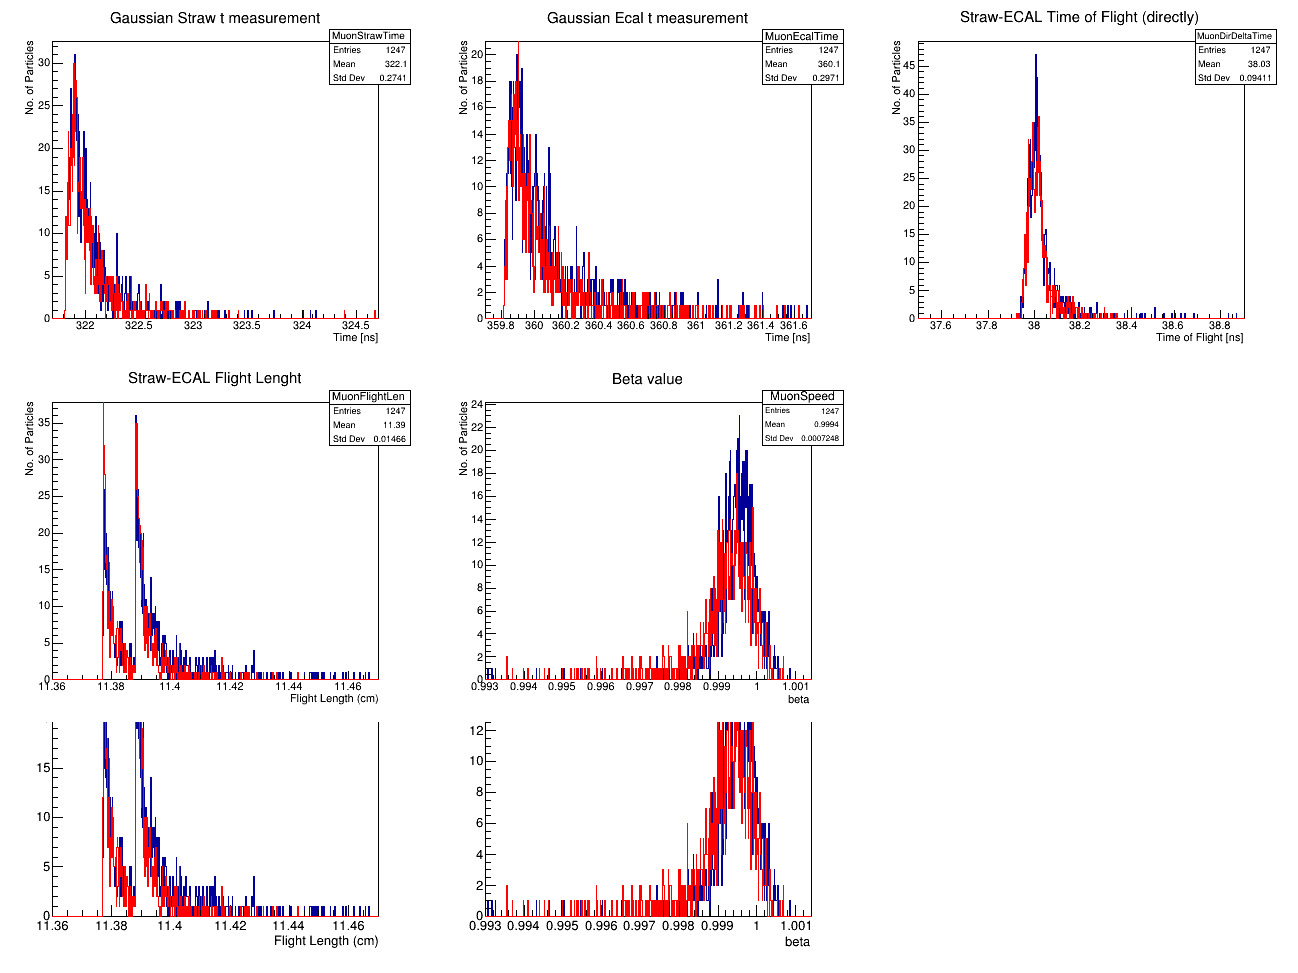 Gaussian Straw t measurement
No. of Particles
MuonStrawTime
Entries 1247
Mean 322.1
Std Dev 0.2741
30
25
20
15
10
5
0
322 322.5 323 323.5 324 324.5
Time [ns]
Gaussian Ecal t measurement
No. of Particles
MuonEcalTime
Entries 1247
Mean 360.1
Std Dev 0.2971
20
18
16
14
12
10
8
6
4
2
0
359.8 360 360.2 360.4 360.6 360.8 361 361.2 361.4 361.6
Time [ns]
Straw-ECAL Time of Flight (directly)
No. of Particles
MuonDirDeltaTime
Entries 1247
Mean 38.03
Std Dev 0.09411
45
40
35
30
25
20
15
10
5
0
37.6 37.8 38 38.2 38.4 38.6 38.8
Time of Flight [ns]
Straw-ECAL Flight Lenght
No. of Particles
MuonFlightLen
Entries 1247
Mean 11.39
Std Dev 0.01466
35
30
25
20
15
10
5
0
11.36 11.38 11.4 11.42 11.44 11.46
Flight Length (cm)
Beta value
No. of Particles
MuonSpeed
Entries 1247
Mean 0.9994
Std Dev 0.0007248
24
22
20
18
16
14
12
10
8
6
4
2
0
0.993 0.994 0.995 0.996 0.997 0.998 0.999 1 1.001
beta
15
10
5
0
11.36 11.38 11.4 11.42 11.44 11.46
Flight Length (cm)
12
10
8
6
4
2
0
0.993 0.994 0.995 0.996 0.997 0.998 0.999 1 1.001
beta